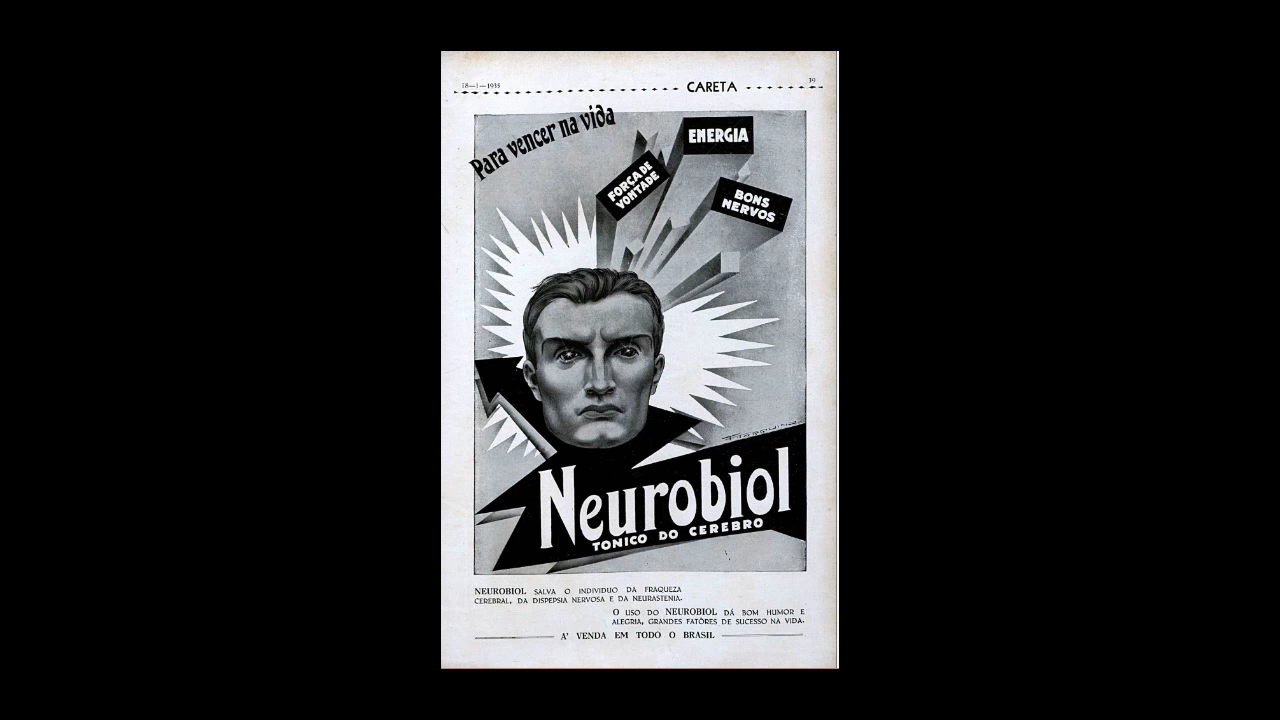 18—1—1935
CARETA
39
Para vencer na vida
ENERGIA
FORÇA DE
VONTADE
BONS
NERVOS
Neurobiol
TONICO DO CEREBRO
NEUROBIOL SALVA O INDIVIDUO DA FRAQUEZA
CEREBRAL, DA DISPEPSIA NERVOSA E DA NEURASTENIA.
O USO DO NEUROBIOL DÁ BOM HUMOR E
ALEGRIA, GRANDES FATÔRES DE SUCESSO NA VIDA.
A' VENDA EM TODO O BRASIL